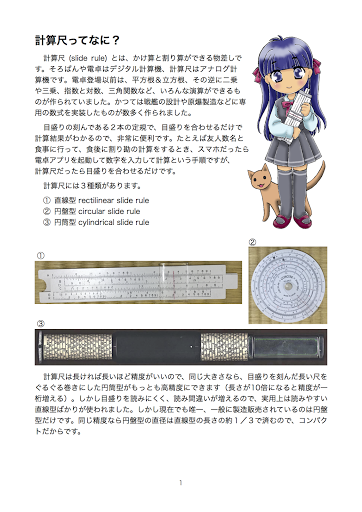 計算尺ってなに？
計算尺 (slide rule) とは、かけ算と割り算ができる物差しで
す。そろばんや電卓はデジタル計算機、計算尺はアナログ計
算機です。電卓登場以前は、平方根＆立方根、その逆に二乗
や三乗、指数と対数、三角関数など、いろんな演算ができるも
のが作られていました。かつては戦艦の設計や原爆製造などに専
用の数式を実装したものが数多く作られました。
目盛りの刻んである２本の定規で、目盛りを合わせるだけで
計算結果がわかるので、非常に便利です。たとえば友人数名と
食事に行って、食後に割り勘の計算をするとき、スマホだったら
電卓アプリを起動して数字を入力して計算という手順ですが、
計算尺だったら目盛りを合わせるだけです。
計算尺には３種類があります。
① 直線型 rectilinear slide rule
② 円盤型 circular slide rule
③ 円筒型 cylindrical slide rule
②
①
③
計算尺は長ければ長いほど精度がいいので、同じ大きさなら、目盛りを刻んだ長い尺を
ぐるぐる巻きにした円筒型がもっとも高精度にできます（長さが10倍になると精度が一
桁増える）。しかし目盛りを読みにくく、読み間違いが増えるので、実用上は読みやすい
直線型ばかりが使われました。しかし現在でも唯一、一般に製造販売されているのは円盤
型だけです。同じ精度なら円盤型の直径は直線型の長さの約１／３で済むので、コンパク
トだからです。
1